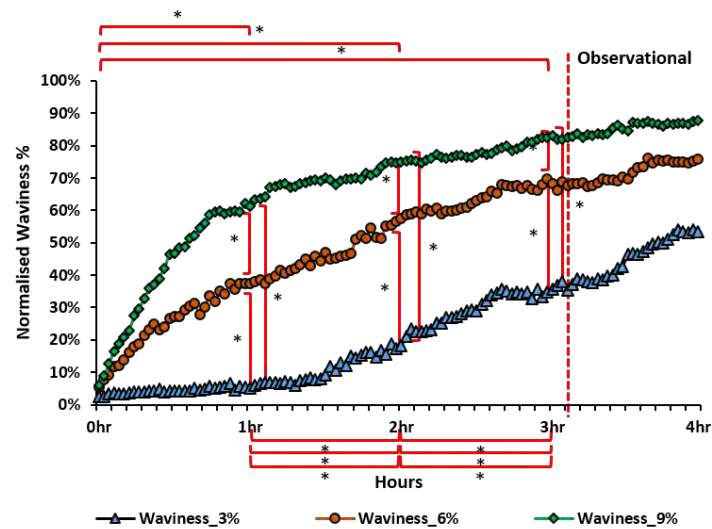 * * *
Observational
Normalised Waviness %
100%
90%
80%
70%
60%
50%
40%
30%
20%
10%
0%
* * * * * * * * * *
0hr 1hr 2hr 3hr 4hr
* *
* *
* *
Hours
Waviness_3% Waviness_6% Waviness_9%